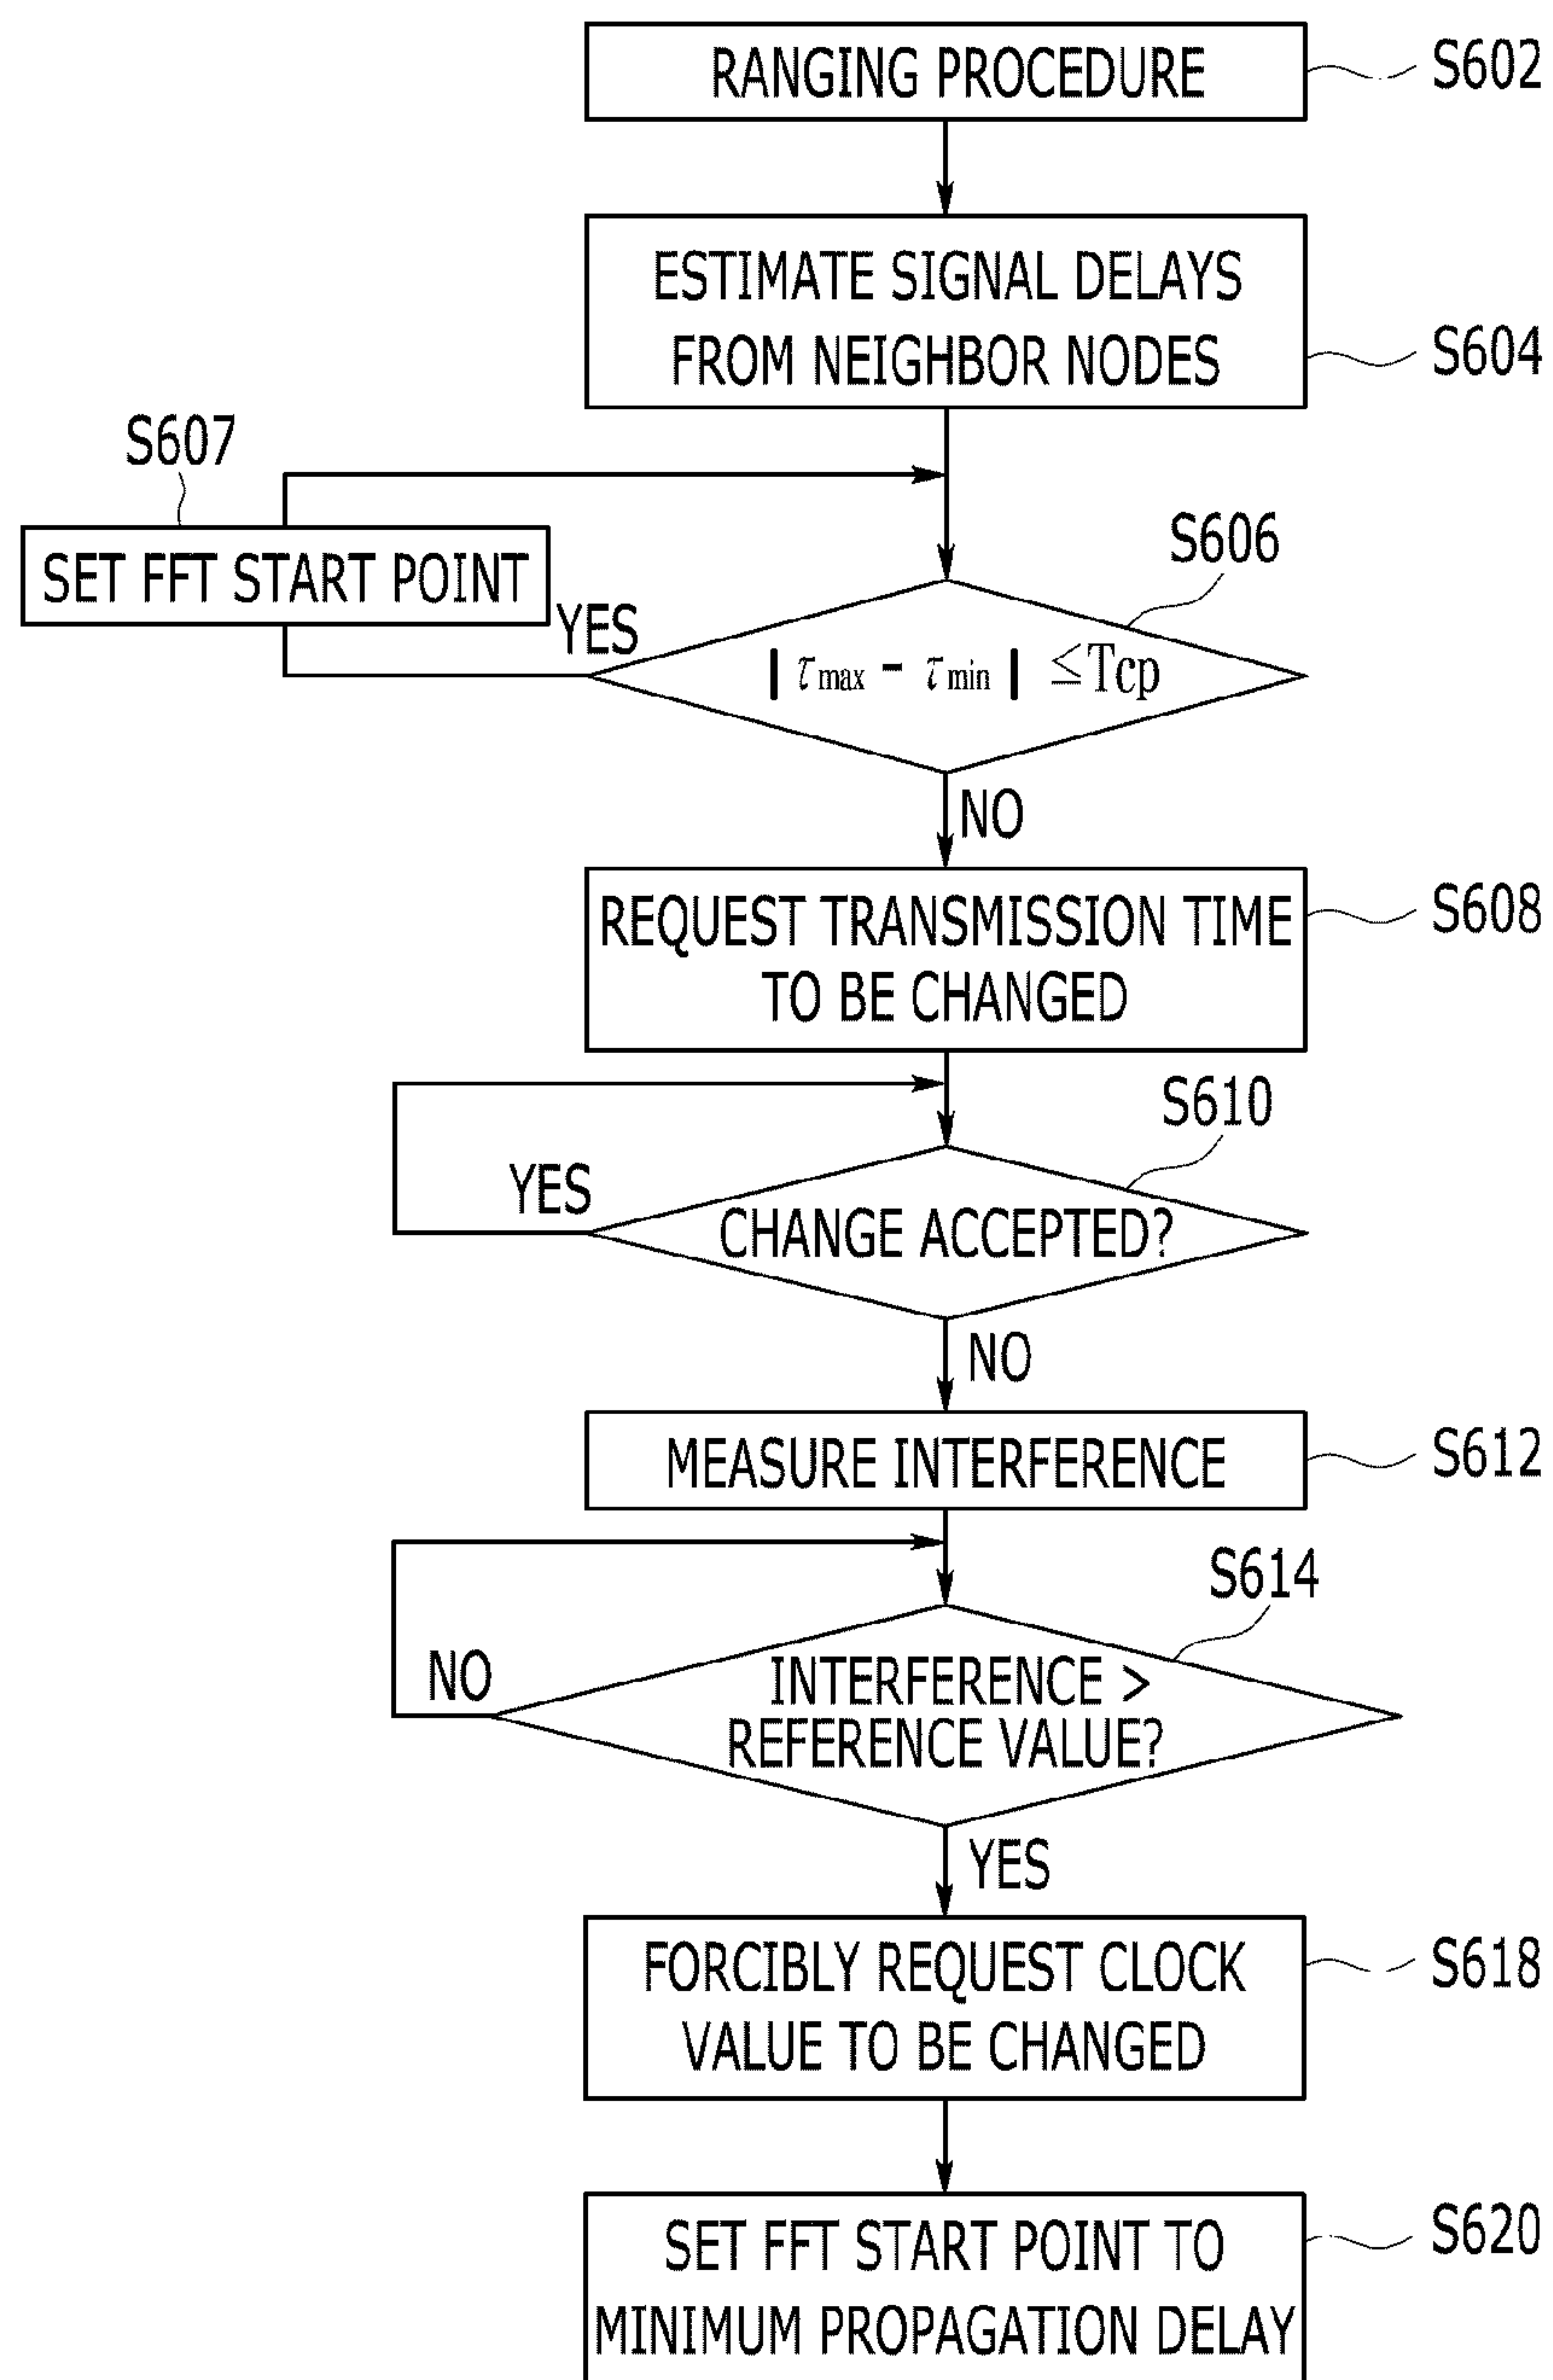 RANGING PROCEDURE
S602
ESTIMATE SIGNAL DELAYS
FROM NEIGHBOR NODES
S604
S607
SET FFT START POINT
YES
S606
| τmax - τmin | ≤Tcp
NO
REQUEST TRANSMISSION TIME
TO BE CHANGED
S608
S610
YES
CHANGE ACCEPTED?
NO
MEASURE INTERFERENCE
S612
S614
NO
INTERFERENCE >
REFERENCE VALUE?
YES
FORCIBLY REQUEST CLOCK
VALUE TO BE CHANGED
S618
SET FFT START POINT TO
MINIMUM PROPAGATION DELAY
S620